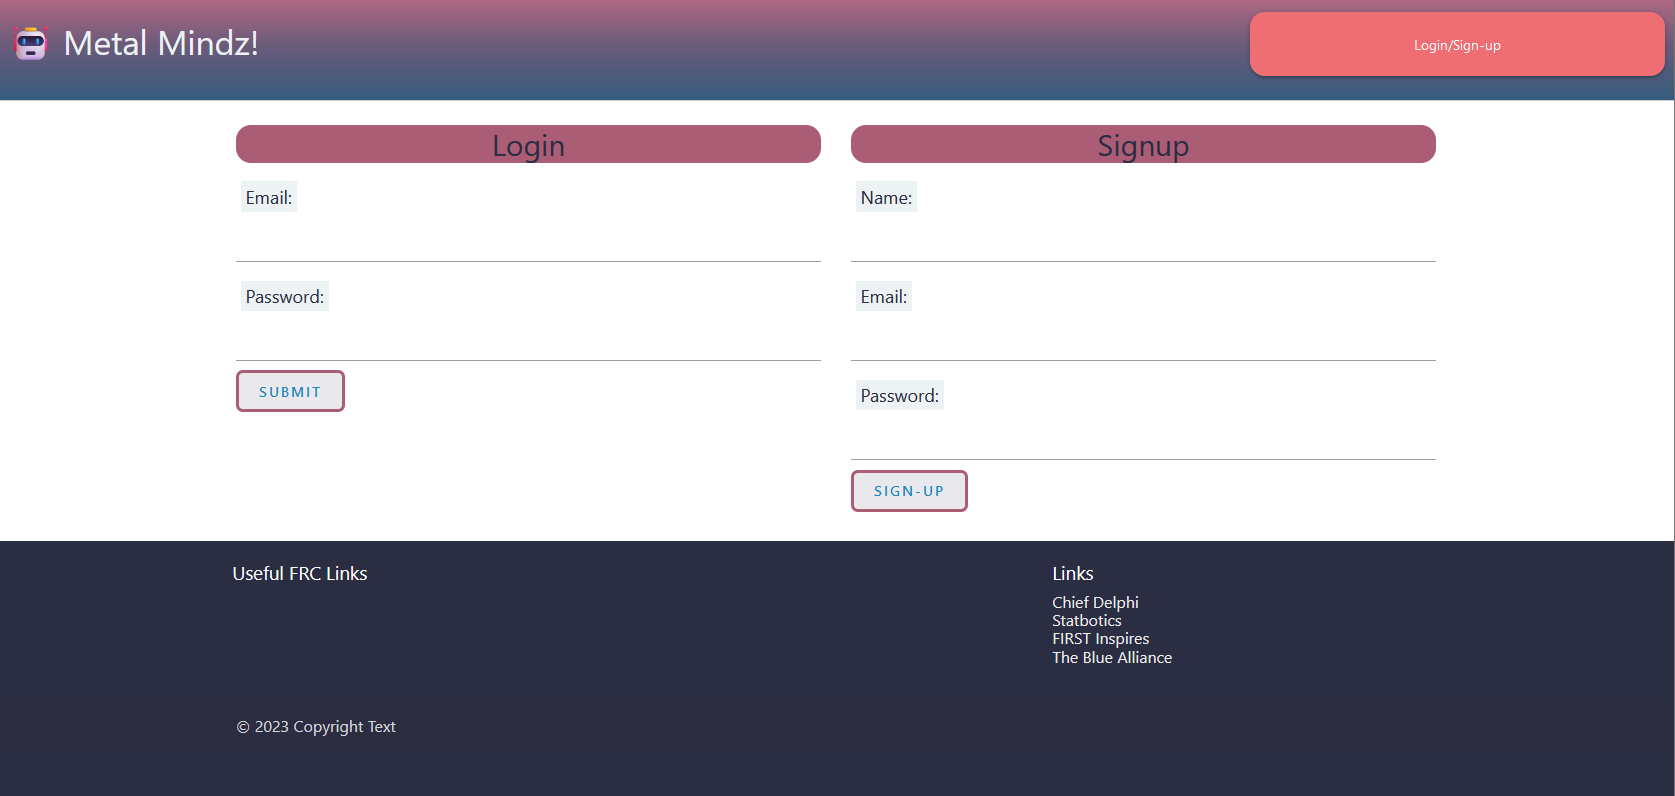 Metal Mindz!
Login/Sign-up
Login
Email:
Password:
SUBMIT
Signup
Name:
Email:
Password:
SIGN-UP
Useful FRC Links
Links
Chief Delphi
Statbotics
FIRST Inspires
The Blue Alliance
© 2023 Copyright Text